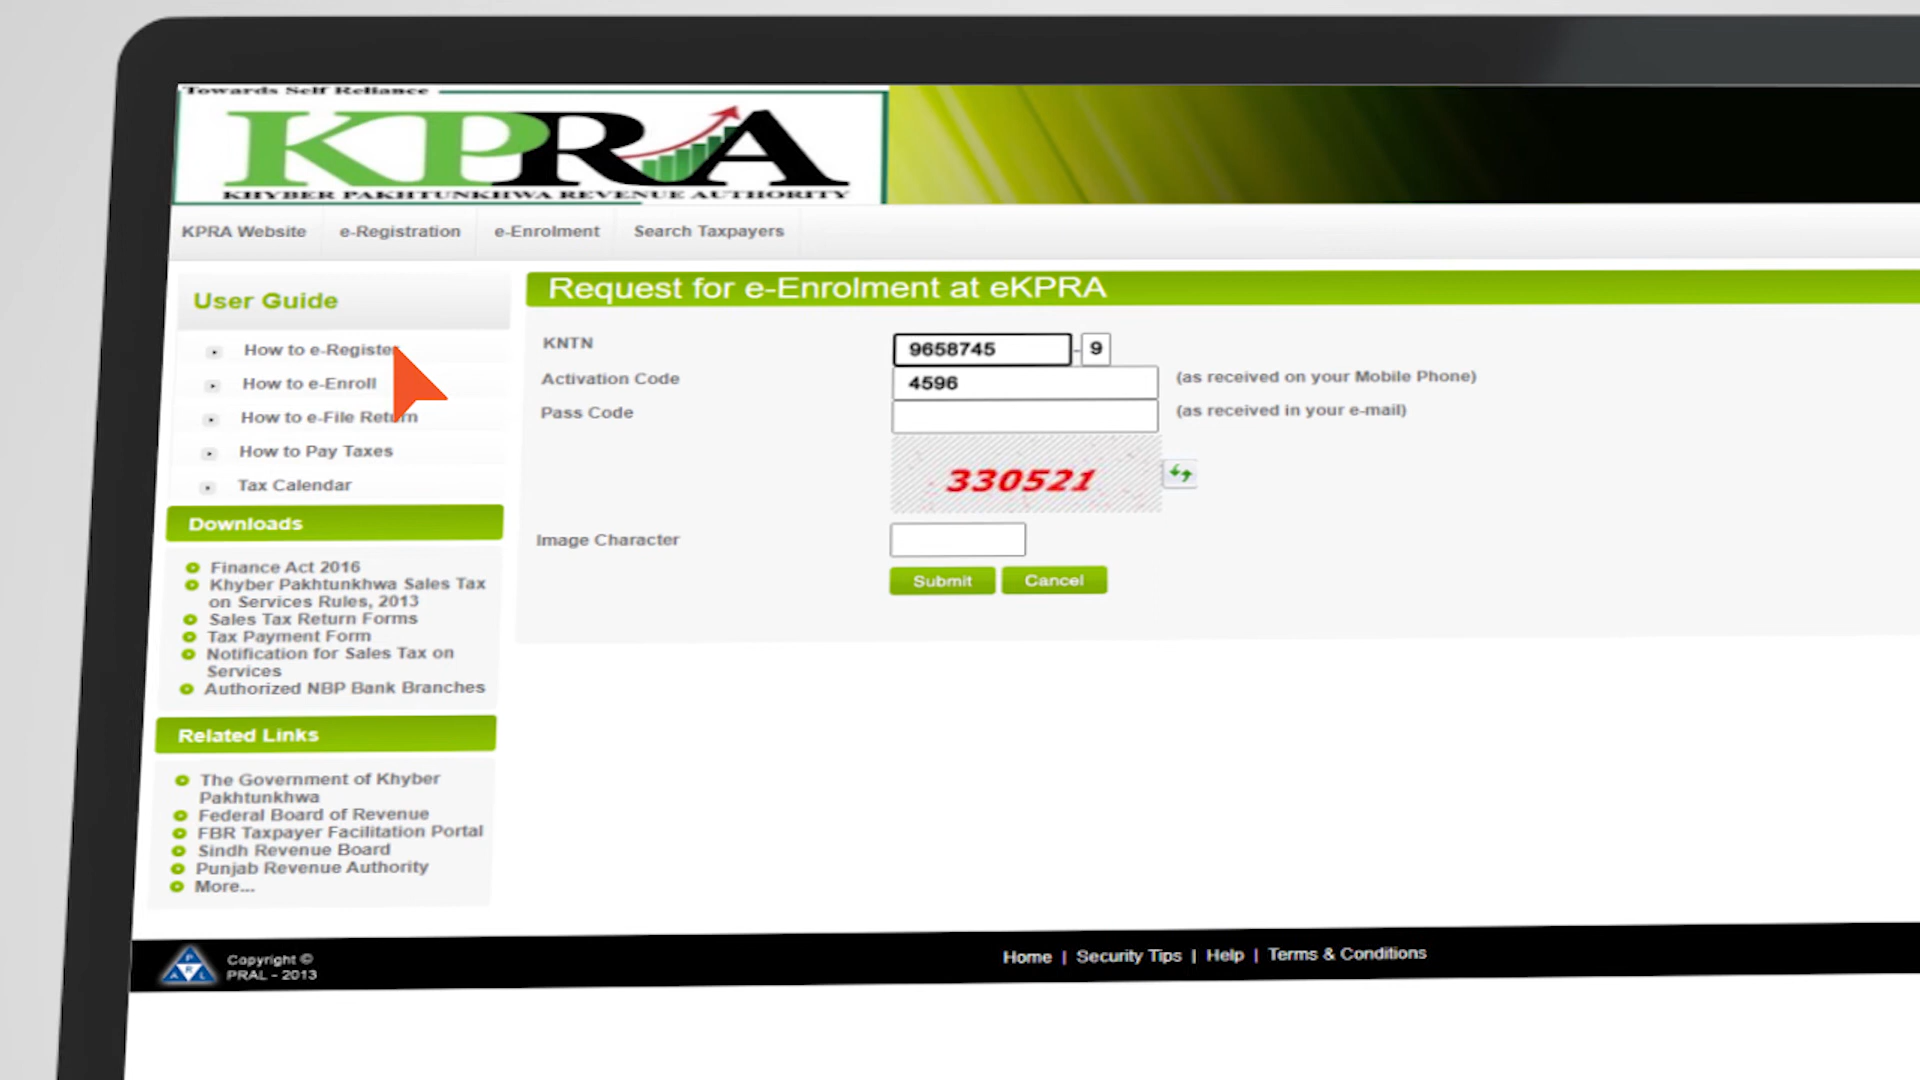 Towards Self Reliance
KPRA
KHYBER PAKHTUNKHWA REVENUE AUTHORITY
KPRA Website e-Registration e-Enrolment Search Taxpayers
User Guide
How to e-Register
How to e-Enroll
How to e-File Return
How to Pay Taxes
Tax Calendar
Downloads
Finance Act 2016
Khyber Pakhtunkhwa Sales Tax
on Services Rules, 2013
Sales Tax Return Forms
Tax Payment Form
Notification for Sales Tax on
Services
Authorized NBP Bank Branches
Related Links
The Government of Khyber
Pakhtunkhwa
Federal Board of Revenue
FBR Taxpayer Facilitation Portal
Sindh Revenue Board
Punjab Revenue Authority
More...
Request for e-Enrolment at eKPRA
KNTN 9658745 - 9
Activation Code 4596 (as received on your Mobile Phone)
Pass Code (as received in your e-mail)
330521
Image Character
Submit Cancel
PRAL
Copyright ©
PRAL - 2013
Home | Security Tips | Help | Terms & Conditions